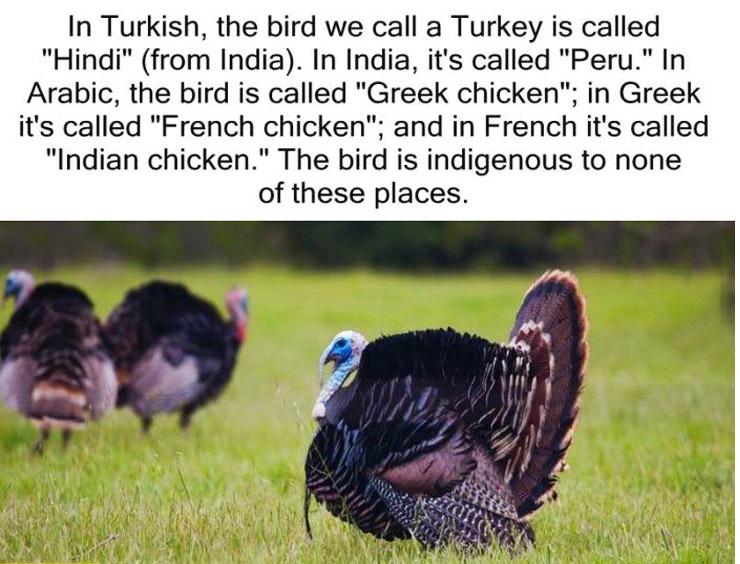 In Turkish, the bird we call a Turkey is called
"Hindi" (from India). In India, it's called "Peru." In
Arabic, the bird is called "Greek chicken"; in Greek
it's called "French chicken"; and in French it's called
"Indian chicken." The bird is indigenous to none
of these places.